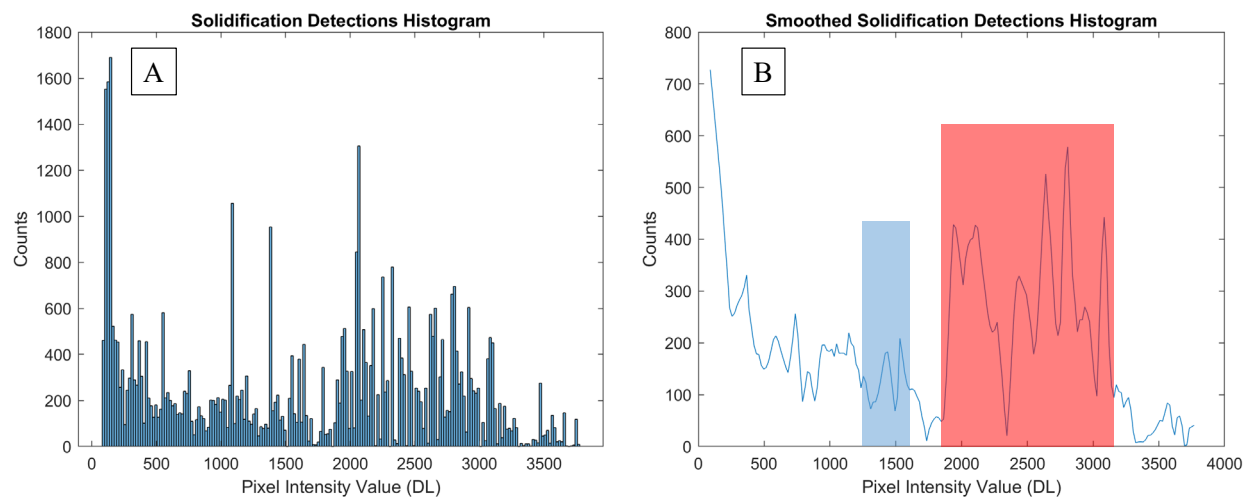 Solidification Detections Histogram
A
1800
1600
1400
1200
1000
800
600
400
200
0
Counts
0 500 1000 1500 2000 2500 3000 3500
Pixel Intensity Value (DL)
Smoothed Solidification Detections Histogram
B
800
700
600
500
400
300
200
100
0
Counts
0 500 1000 1500 2000 2500 3000 3500 4000
Pixel Intensity Value (DL)